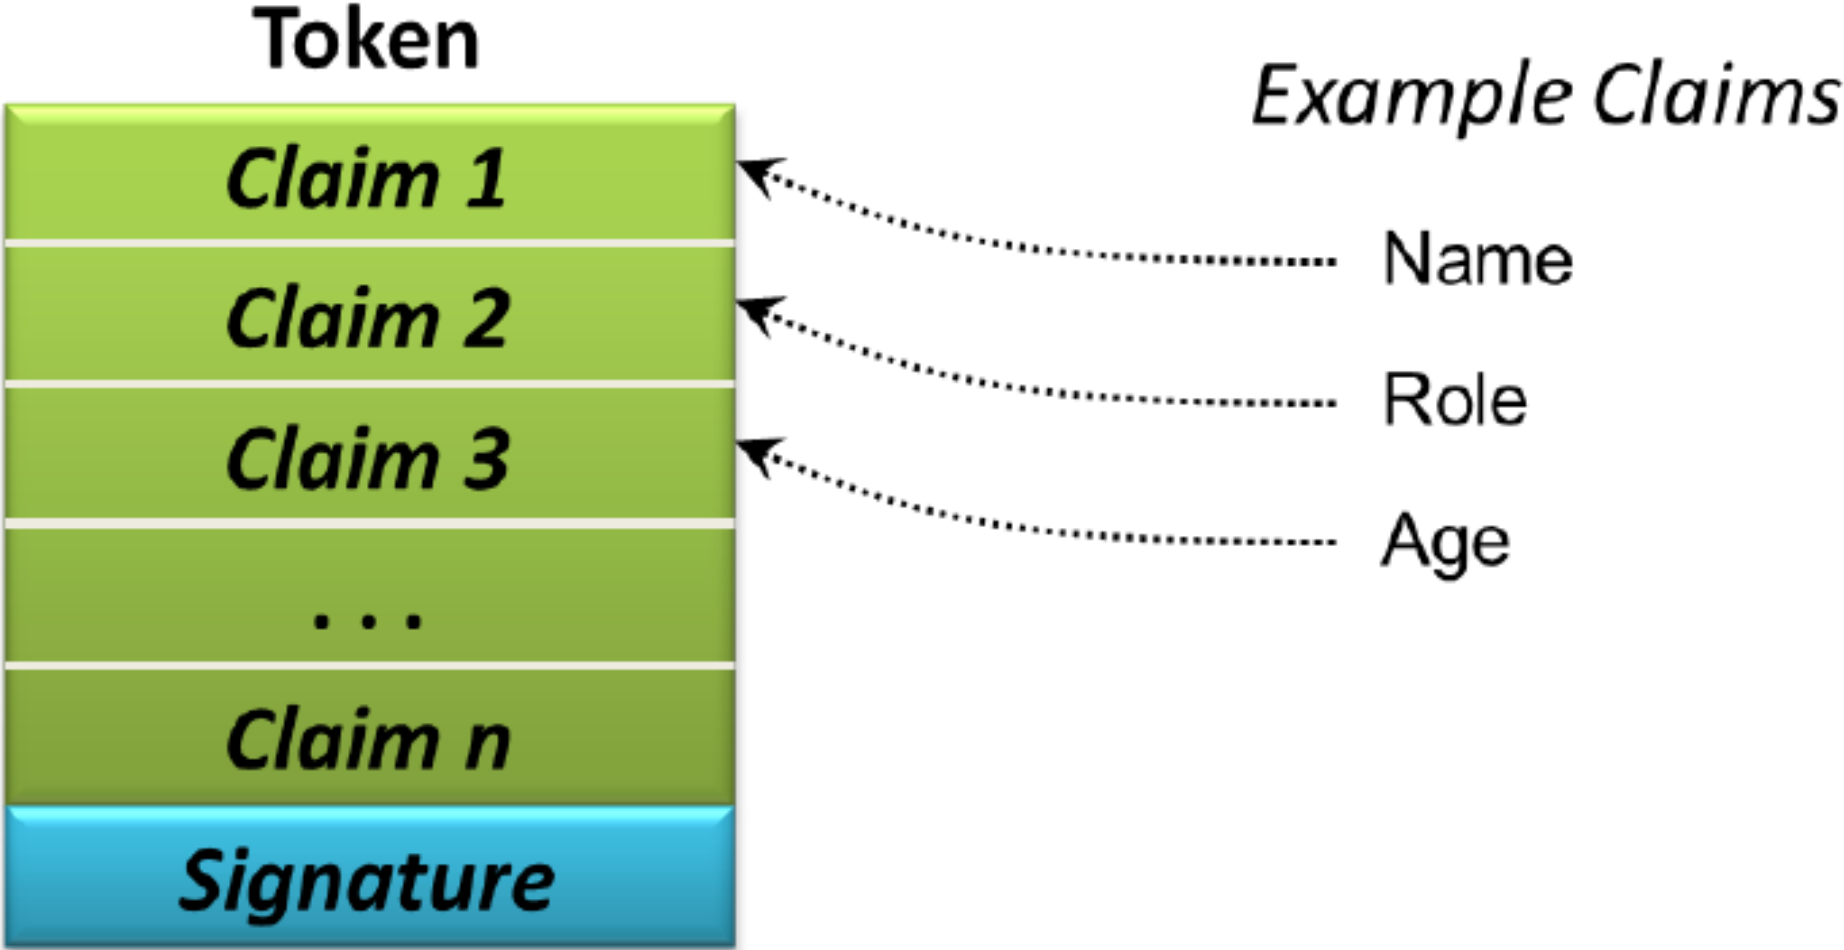 Token
Example Claims
Claim 1
Name
Claim 2
Role
Claim 3
Age
. . .
Claim n
Signature